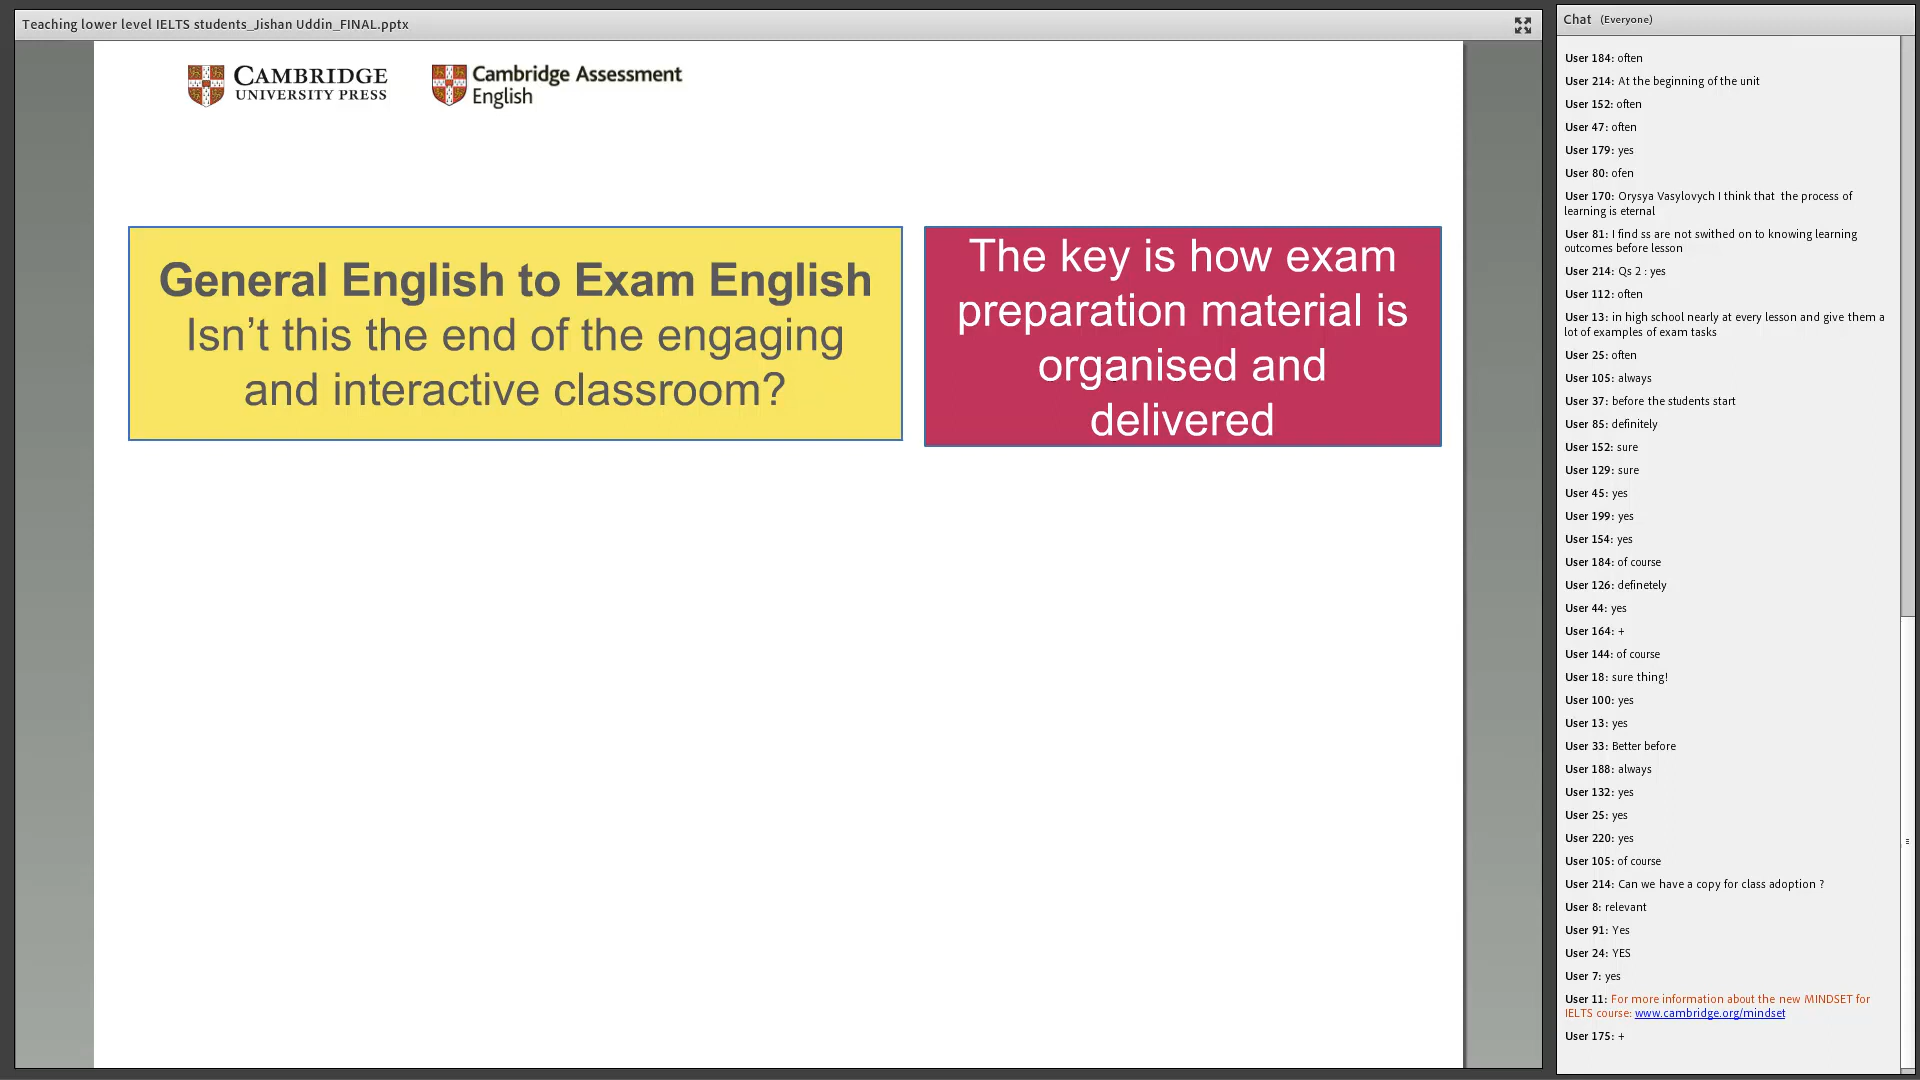 Teaching lower level IELTS students_Jishan Uddin_FINAL.pptx
CAMBRIDGE
UNIVERSITY PRESS
Cambridge Assessment
English
General English to Exam English
Isn’t this the end of the engaging
and interactive classroom?
The key is how exam
preparation material is
organised and
delivered
Chat (Everyone)
User 184: often
User 214: At the beginning of the unit
User 152: often
User 47: often
User 179: yes
User 80: ofen
User 170: Orysya Vasylovych I think that the process of
learning is eternal
User 81: I find ss are not swithed on to knowing learning
outcomes before lesson
User 214: Qs 2 : yes
User 112: often
User 13: in high school nearly at every lesson and give them a
lot of examples of exam tasks
User 25: often
User 105: always
User 37: before the students start
User 85: definitely
User 152: sure
User 129: sure
User 45: yes
User 199: yes
User 154: yes
User 184: of course
User 126: definetely
User 44: yes
User 164: +
User 144: of course
User 18: sure thing!
User 100: yes
User 13: yes
User 33: Better before
User 188: always
User 132: yes
User 25: yes
User 220: yes
User 105: of course
User 214: Can we have a copy for class adoption ?
User 8: relevant
User 91: Yes
User 24: YES
User 7: yes
User 11: For more information about the new MINDSET for
IELTS course: www.cambridge.org/mindset
User 175: +